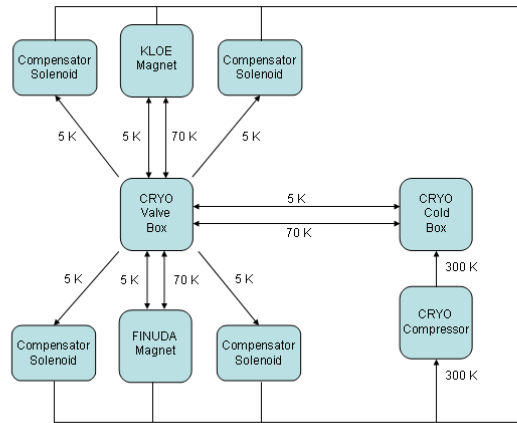 Compensator
Solenoid
KLOE
Magnet
Compensator
Solenoid
5 K
5 K
70 K
5 K
CRYO
Valve
Box
5 K
70 K
CRYO
Cold
Box
5 K
5 K
70 K
5 K
300 K
Compensator
Solenoid
FINUDA
Magnet
Compensator
Solenoid
CRYO
Compressor
300 K